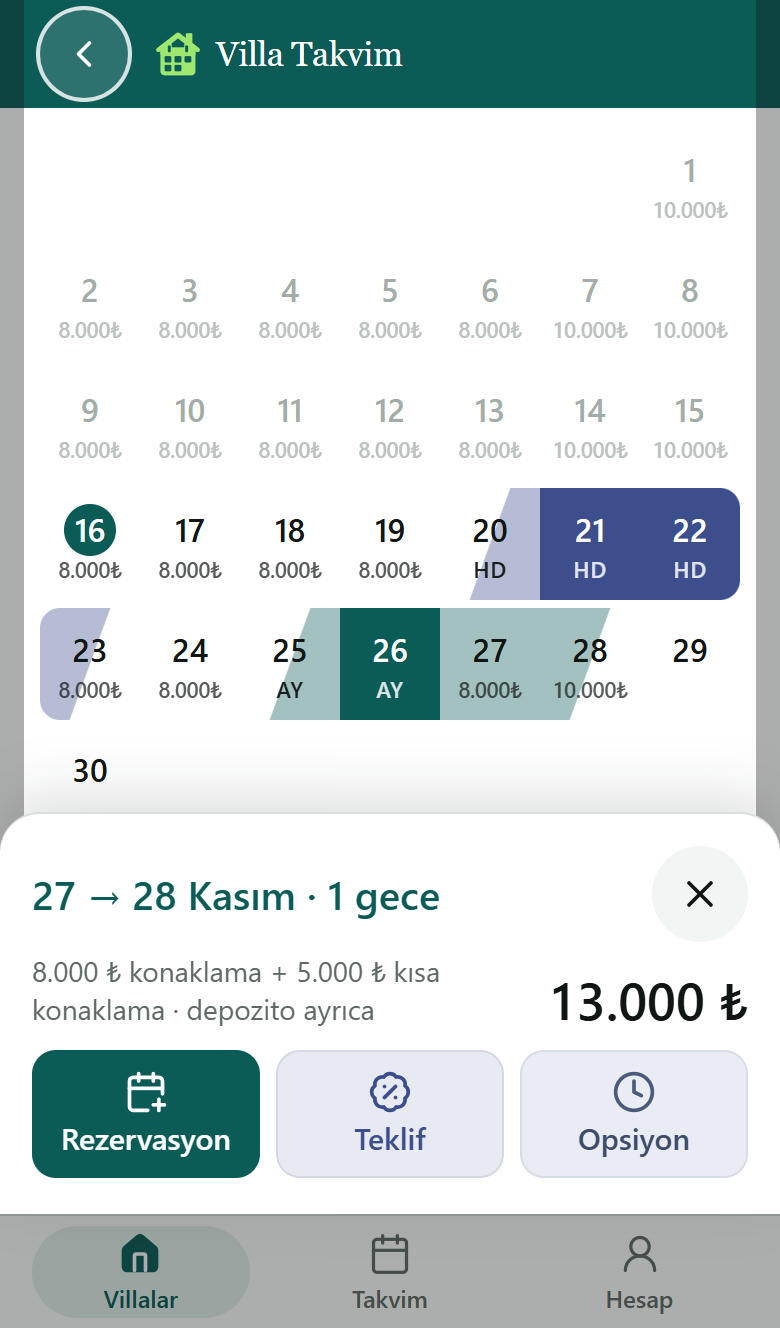 Villa Takvim
1
10.000₺
2 3 4 5 6 7 8
8.000₺ 8.000₺ 8.000₺ 8.000₺ 8.000₺ 10.000₺ 10.000₺
9 10 11 12 13 14 15
8.000₺ 8.000₺ 8.000₺ 8.000₺ 8.000₺ 10.000₺ 10.000₺
16 17 18 19 20 21 22
8.000₺ 8.000₺ 8.000₺ 8.000₺ HD HD HD
23 24 25 26 27 28 29
8.000₺ 8.000₺ AY AY 8.000₺ 10.000₺
30
27 → 28 Kasım · 1 gece
8.000 ₺ konaklama + 5.000 ₺ kısa
konaklama · depozito ayrıca
13.000 ₺
Rezervasyon Teklif Opsiyon
Villalar Takvim Hesap